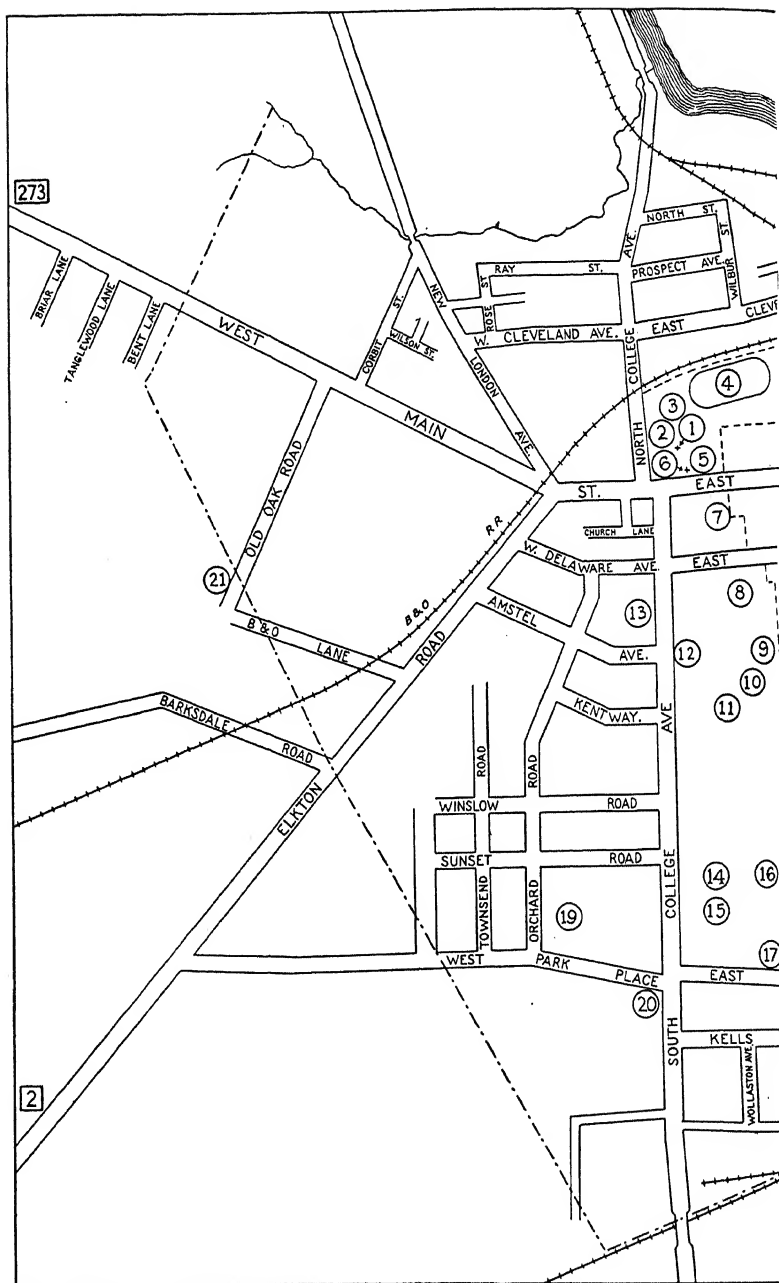 273
BRIAR LANE
TANGLEWOOD LANE
BENT LANE
WEST MAIN ST. EAST
CORBIT ST.
WILSON ST.
NEW LONDON AVE.
ROSE ST
RAY ST.
NORTH ST.
PROSPECT AVE.
WILBUR ST.
W. CLEVELAND AVE. EAST CLEVE
NORTH COLLEGE AVE.
4
3
2
1
6
5
7
OLD OAK ROAD
CHURCH LANE
W. DELAWARE AVE. EAST
21
B & O RR
B & O LANE
AMSTEL AVE.
13
8
12
9
10
11
KENT WAY.
BARKSDALE ROAD
ELKTON ROAD
WINSLOW ROAD
SUNSET ROAD
TOWNSEND ROAD
ORCHARD ROAD
SOUTH COLLEGE AVE
14
16
15
19
17
WEST PARK PLACE EAST
20
KELLS
WOLLASTON AVE.
2